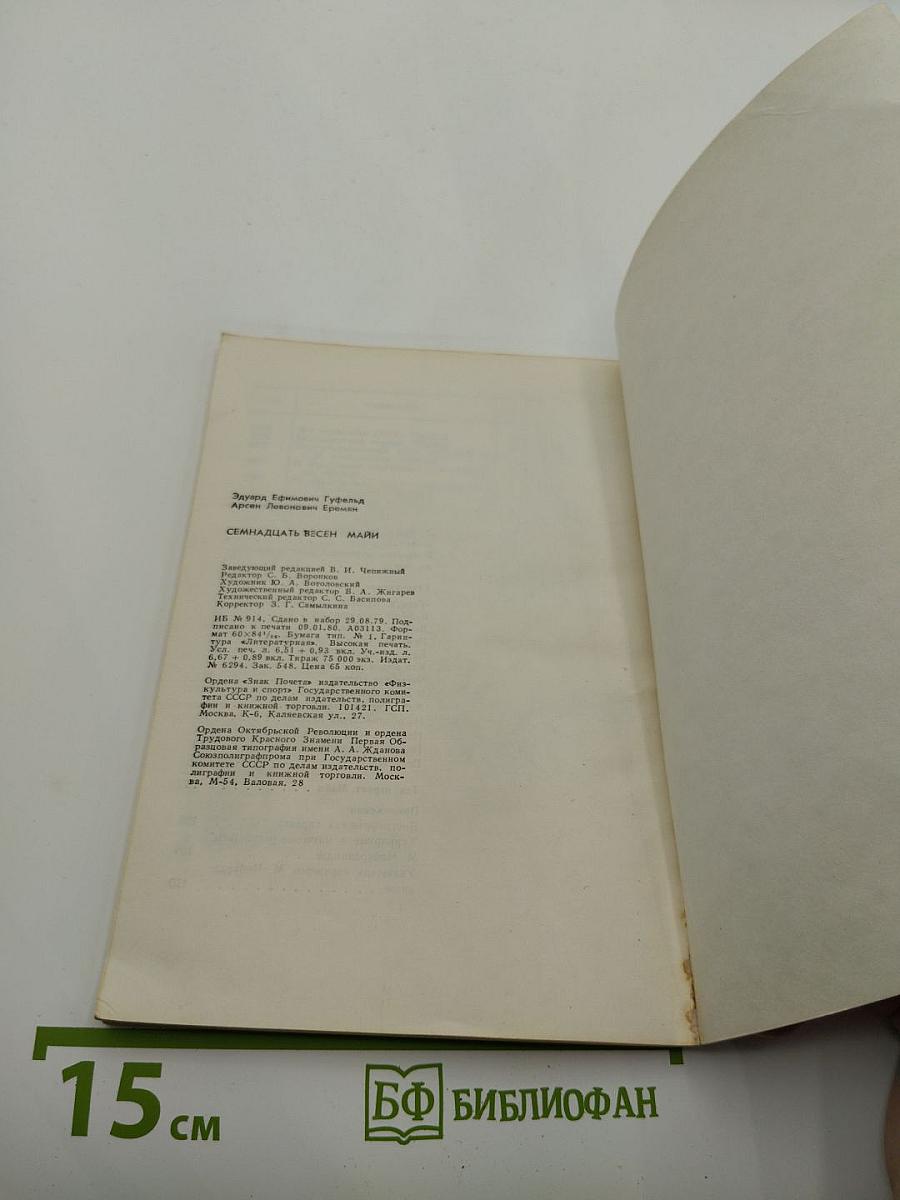 Эдуард Ефимович Гуфельд
Арсен Левонович Еремян
СЕМНАДЦАТЬ ВЕСЕН МАЙИ
Заведующий редакцией В. И. Чепижный
Редактор С. Б. Воронков
Художник Ю. А. Боголовский
Художественный редактор В. А. Жигарев
Технический редактор С. С. Басипова
Корректор З. Г. Самылкина
ИБ № 914. Сдано в набор 29.08.79. Под-
писано к печати 09.01.80. А03113. Фор-
мат 60×84¹/₁₆. Бумага тип. № 1. Гарни-
тура «Литературная». Высокая печать.
Усл. печ. л. 6,51 + 0,93 вкл. Уч.-изд. л.
6,67 + 0,89 вкл. Тираж 75 000 экз. Издат.
№ 6294. Зак. 548. Цена 65 коп.
Ордена «Знак Почета» издательство «Физ-
культура и спорт» Государственного коми-
тета СССР по делам издательств, полигра-
фии и книжной торговли. 101421. ГСП.
Москва, К-6, Каляевская ул., 27.
Ордена Октябрьской Революции и ордена
Трудового Красного Знамени Первая Об-
разцовая типография имени А. А. Жданова
Союзполиграфпрома при Государственном
комитете СССР по делам издательств, по-
лиграфии и книжной торговли. Моск-
ва, М-54, Валовая, 28
15 см
БФ БИБЛИОФАН